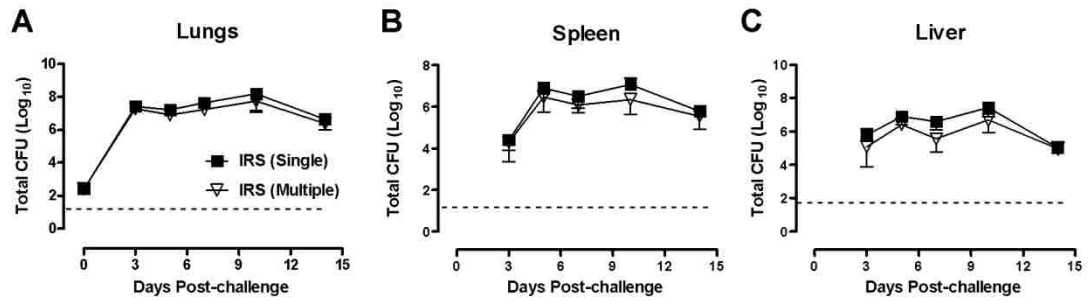 A
Lungs
Total CFU (Log10)
10
8
6
4
2
0
IRS (Single)
IRS (Multiple)
0 3 6 9 12 15
Days Post-challenge
B
Spleen
Total CFU (Log10)
8
6
4
2
0
0 3 6 9 12 15
Days Post-challenge
C
Liver
Total CFU (Log10)
10
8
6
4
2
0
0 3 6 9 12 15
Days Post-challenge